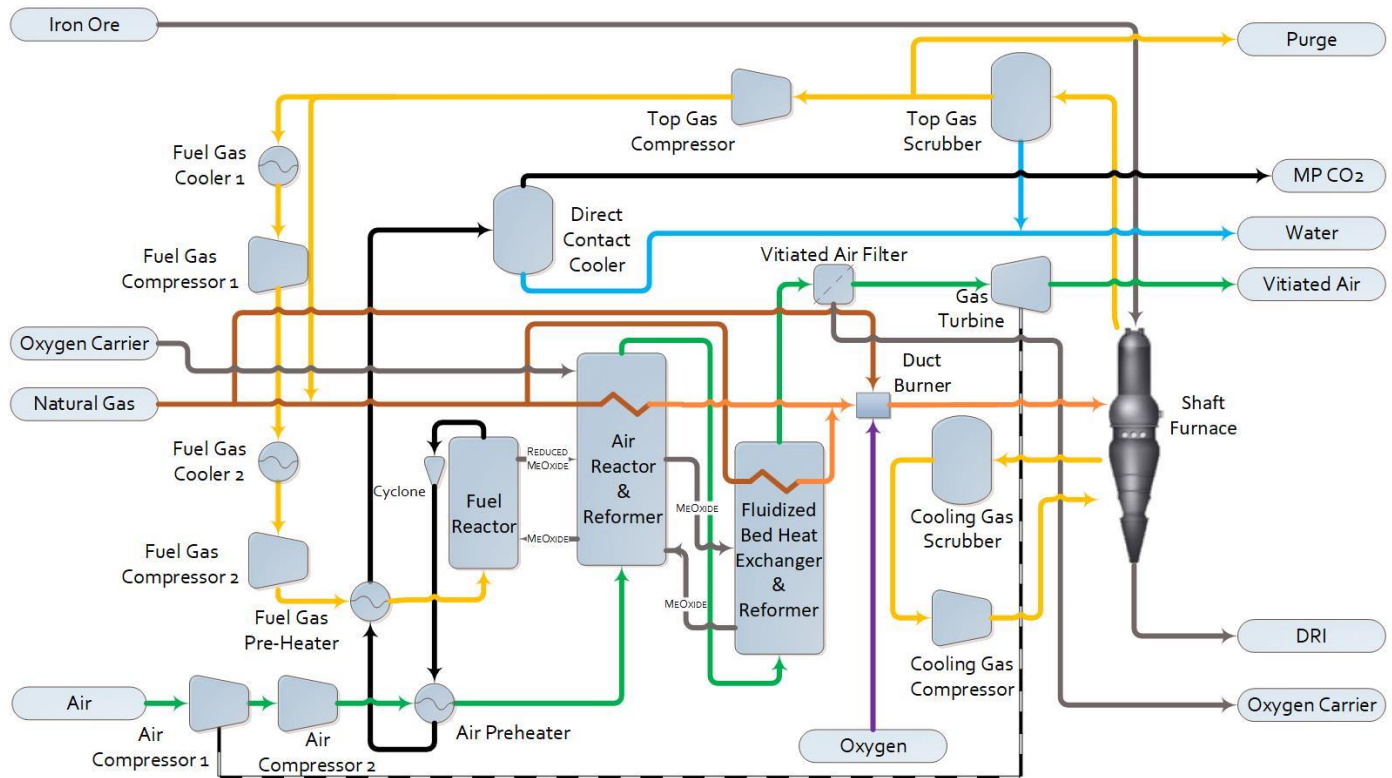 Iron Ore
Purge
Top Gas
Compressor
Top Gas
Scrubber
Fuel Gas
Cooler 1
MP CO2
Direct
Contact
Cooler
Fuel Gas
Compressor 1
Water
Vitiated Air Filter
Vitiated Air
Gas
Turbine
Oxygen Carrier
Duct
Burner
Natural Gas
Shaft
Furnace
Fuel Gas
Cooler 2
Cyclone
Fuel
Reactor
REDUCED
MEOXIDE
MEOXIDE
Air
Reactor
&
Reformer
MEOXIDE
MEOXIDE
Fluidized
Bed Heat
Exchanger
&
Reformer
Cooling Gas
Scrubber
Fuel Gas
Compressor 2
Fuel Gas
Pre-Heater
Cooling Gas
Compressor
DRI
Air
Air
Compressor 1
Air
Compressor 2
Air Preheater
Oxygen
Oxygen Carrier